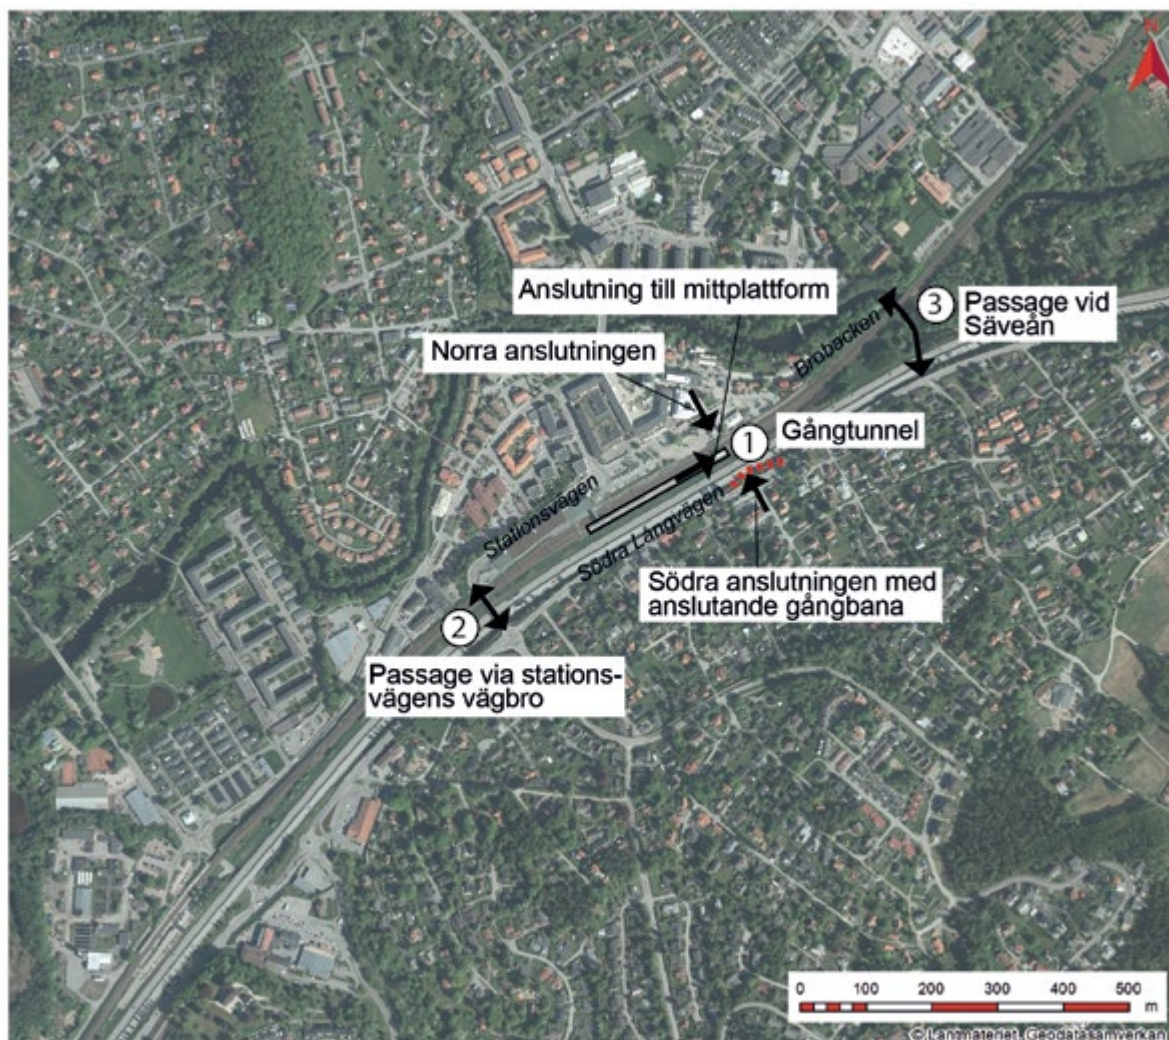 N
Anslutning till mittplattform
3
Passage vid
Säveån
Brobacken
Norra anslutningen
1
Gångtunnel
Stationsvägen
Södra Långvägen
Södra anslutningen med
anslutande gångbana
2
Passage via stations-
vägens vägbro
0 100 200 300 400 500
m
© Lantmäteriet, Geodatasamverkan